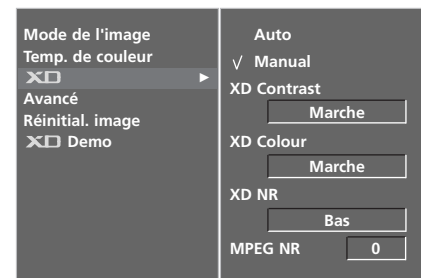 Mode de l'image
Temp. de couleur
XD
Avancé
Réinitial. image
XD Demo
Auto
√ Manual
XD Contrast
Marche
XD Colour
Marche
XD NR
Bas
MPEG NR 0